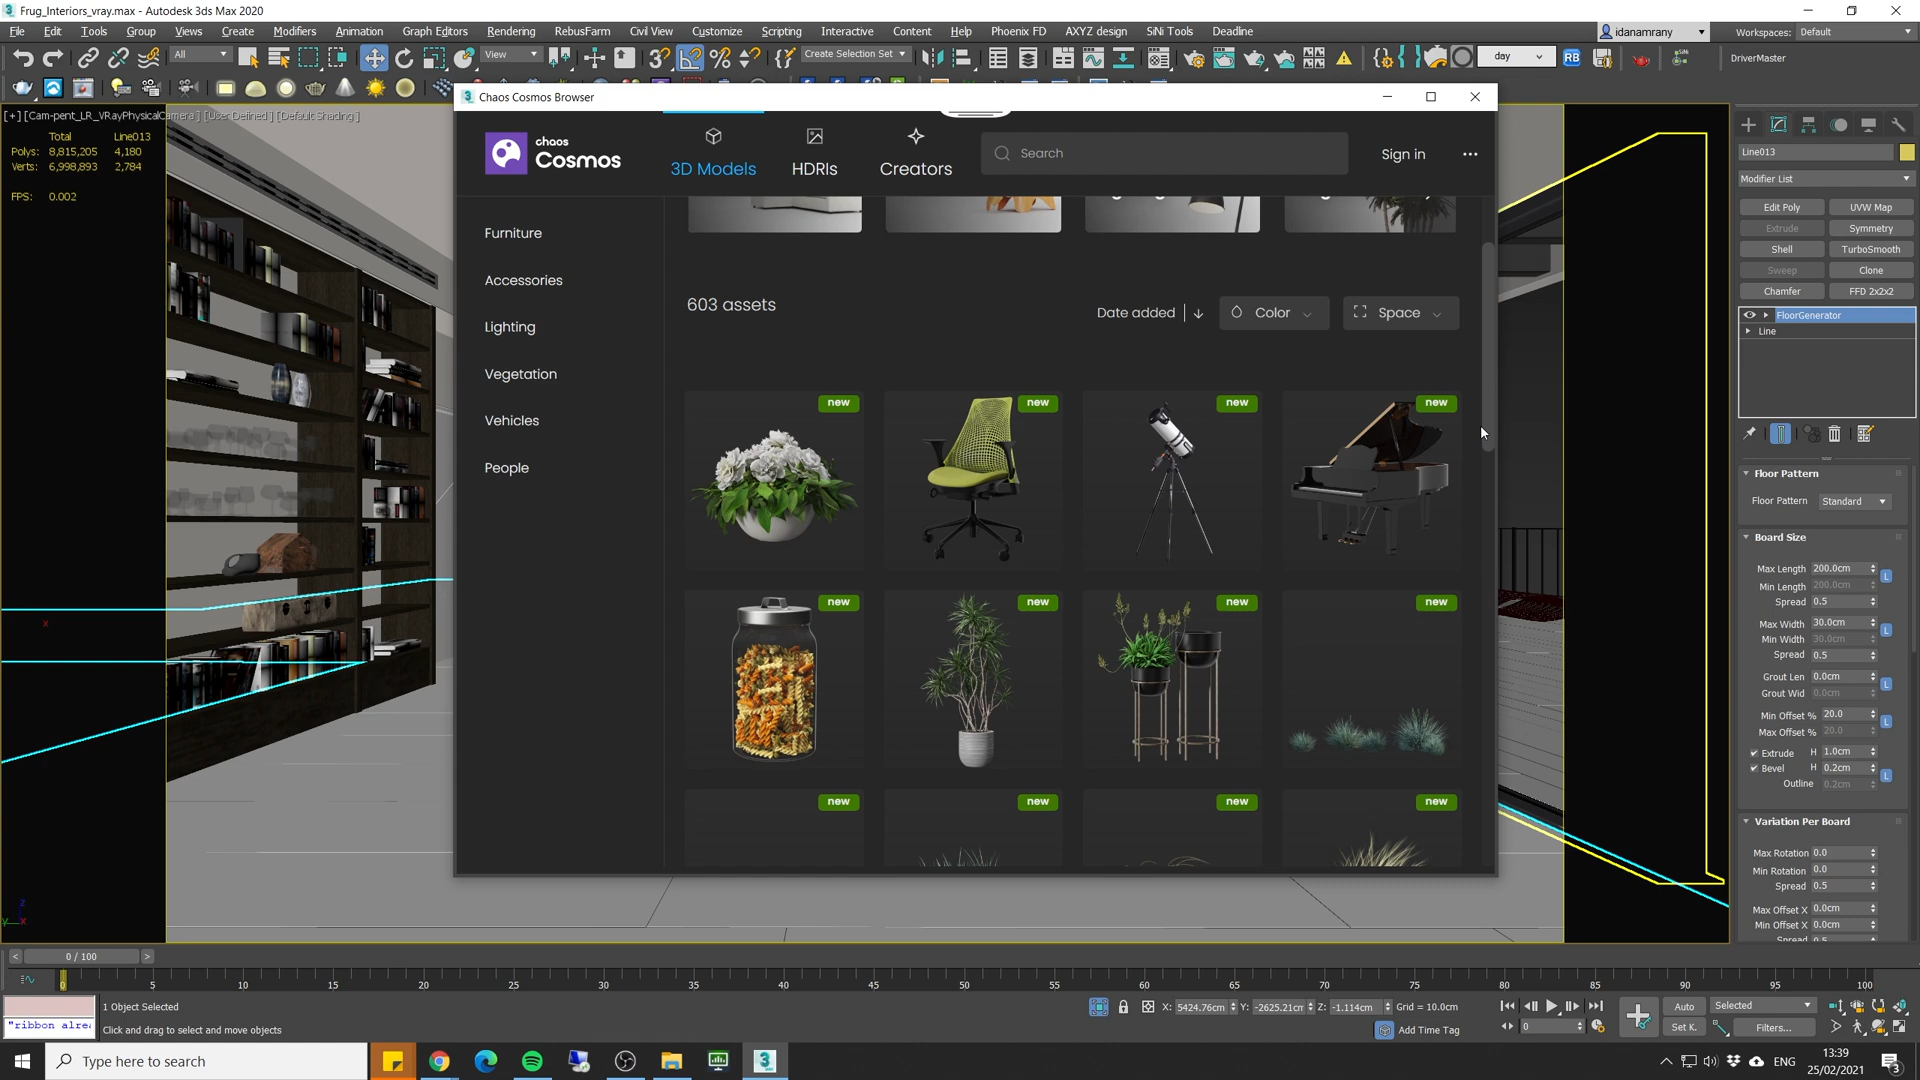 Frug_Interiors_vray.max - Autodesk 3ds Max 2020
File Edit Tools Group Views Create Modifiers Animation Graph Editors Rendering RebusFarm Civil View Customize Scripting Interactive Content Help Phoenix FD AXYZ design SiNi Tools Deadline
idanamrany Workspaces: Default
All View Create Selection Set day RB DriverMaster
Chaos Cosmos Browser
[+] [Cam-pent_LR_VRayPhysicalCamera] [User Defined] [Default Shading]
Total Line013
Polys: 8,815,205 4,180
Verts: 6,998,893 2,784
FPS: 0.002
chaos
Cosmos
3D Models
HDRIs
Creators
Search
Sign in
Furniture
Accessories
Lighting
Vegetation
Vehicles
People
603 assets
Date added
Color
Space
new new new new
new new new new
new new new new
Line013
Modifier List
Edit Poly UVW Map
Extrude Symmetry
Shell TurboSmooth
Sweep Clone
Chamfer FFD 2x2x2
FloorGenerator
Line
Floor Pattern
Floor Pattern Standard
Board Size
Max Length 200.0cm
Min Length 200.0cm
Spread 0.5
Max Width 30.0cm
Min Width 30.0cm
Spread 0.5
Grout Len 0.0cm
Grout Wid 0.0cm
Min Offset % 20.0
Max Offset % 20.0
Extrude H 1.0cm
Bevel H 0.2cm
Outline 0.2cm
L
L
L
L
L
Variation Per Board
Max Rotation 0.0
Min Rotation 0.0
Spread 0.5
Max Offset X 0.0cm
Min Offset X 0.0cm
Spread 0.5
z
y x
x
< 0 / 100 >
0 5 10 15 20 25 30 35 40 45 50 55 60 65 70 75 80 85 90 95 100
"ribbon alrea
1 Object Selected
Click and drag to select and move objects
X: 5424.76cm Y: -2625.21cm Z: -1.114cm Grid = 10.0cm
Add Time Tag
0
Auto Selected
Set K. Filters...
Type here to search
ENG
13:39
25/02/2021
3